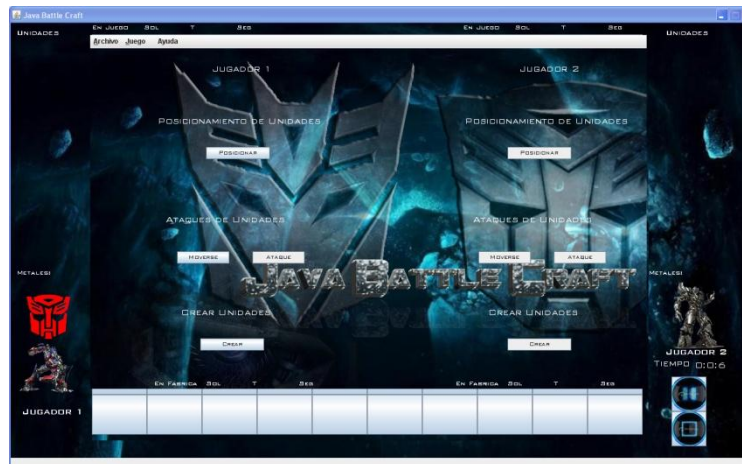 Java Battle Craft
Unidades
En Juego Sol T Seg
En Juego Sol T Seg
Unidades
Archivo Juego Ayuda
Jugador 1
Jugador 2
Posicionamiento de Unidades
Posicionamiento de Unidades
Posicionar
Posicionar
Ataques de Unidades
Ataques de Unidades
Moverse Ataque
Moverse Ataque
Metales:
Java Battle Craft
Metales:
Crear Unidades
Crear Unidades
Crear
Crear
Jugador 2
Tiempo 0:0:6
En Fabrica Sol T Seg
En Fabrica Sol T Seg
Jugador 1